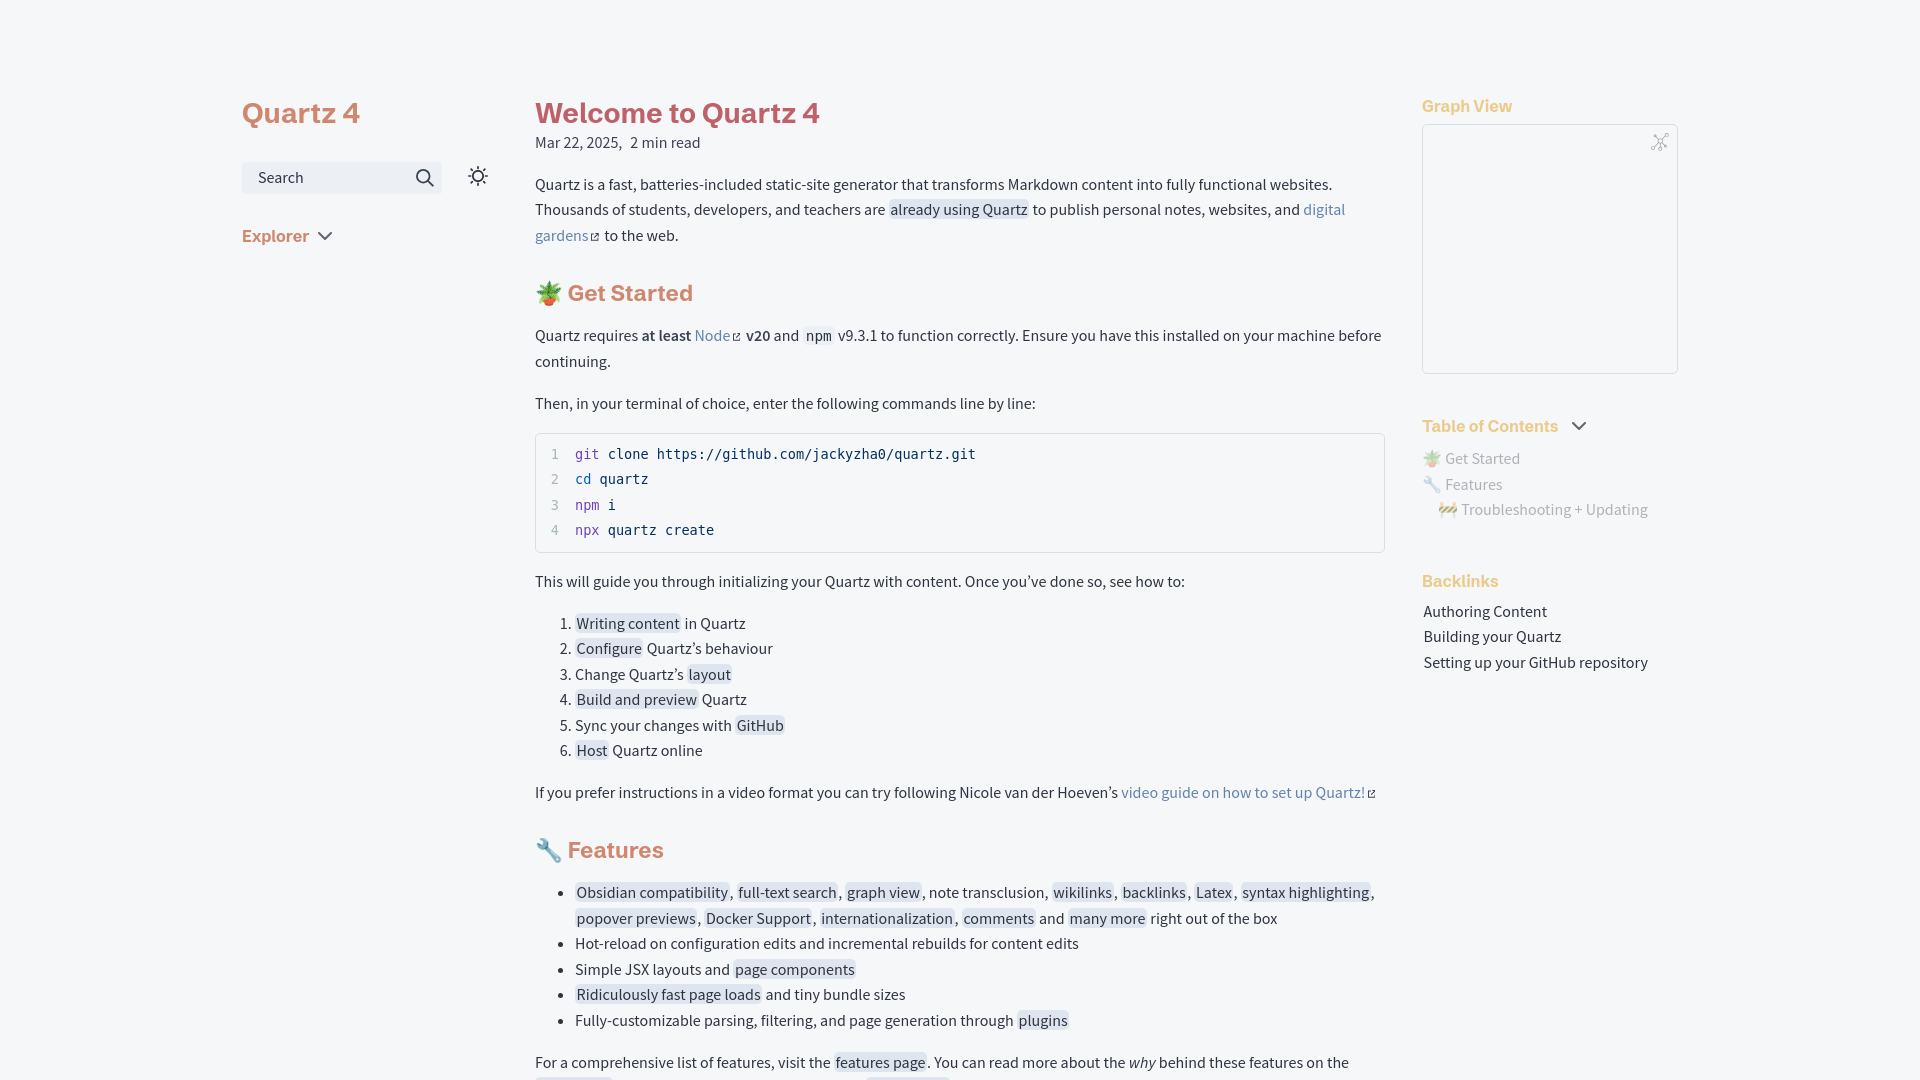 Quartz 4
Search
Explorer
Welcome to Quartz 4
Mar 22, 2025, 2 min read
Quartz is a fast, batteries-included static-site generator that transforms Markdown content into fully functional websites.
Thousands of students, developers, and teachers are already using Quartz to publish personal notes, websites, and digital
gardens to the web.
🪴 Get Started
Quartz requires at least Node v20 and npm v9.3.1 to function correctly. Ensure you have this installed on your machine before
continuing.
Then, in your terminal of choice, enter the following commands line by line:
1 git clone https://github.com/jackyzha0/quartz.git
2 cd quartz
3 npm i
4 npx quartz create
This will guide you through initializing your Quartz with content. Once you’ve done so, see how to:
1. Writing content in Quartz
2. Configure Quartz’s behaviour
3. Change Quartz’s layout
4. Build and preview Quartz
5. Sync your changes with GitHub
6. Host Quartz online
If you prefer instructions in a video format you can try following Nicole van der Hoeven’s video guide on how to set up Quartz!
🔧 Features
• Obsidian compatibility, full-text search, graph view, note transclusion, wikilinks, backlinks, Latex, syntax highlighting,
popover previews, Docker Support, internationalization, comments and many more right out of the box
• Hot-reload on configuration edits and incremental rebuilds for content edits
• Simple JSX layouts and page components
• Ridiculously fast page loads and tiny bundle sizes
• Fully-customizable parsing, filtering, and page generation through plugins
For a comprehensive list of features, visit the features page. You can read more about the why behind these features on the
Graph View
Table of Contents
🪴 Get Started
🔧 Features
🚧 Troubleshooting + Updating
Backlinks
Authoring Content
Building your Quartz
Setting up your GitHub repository